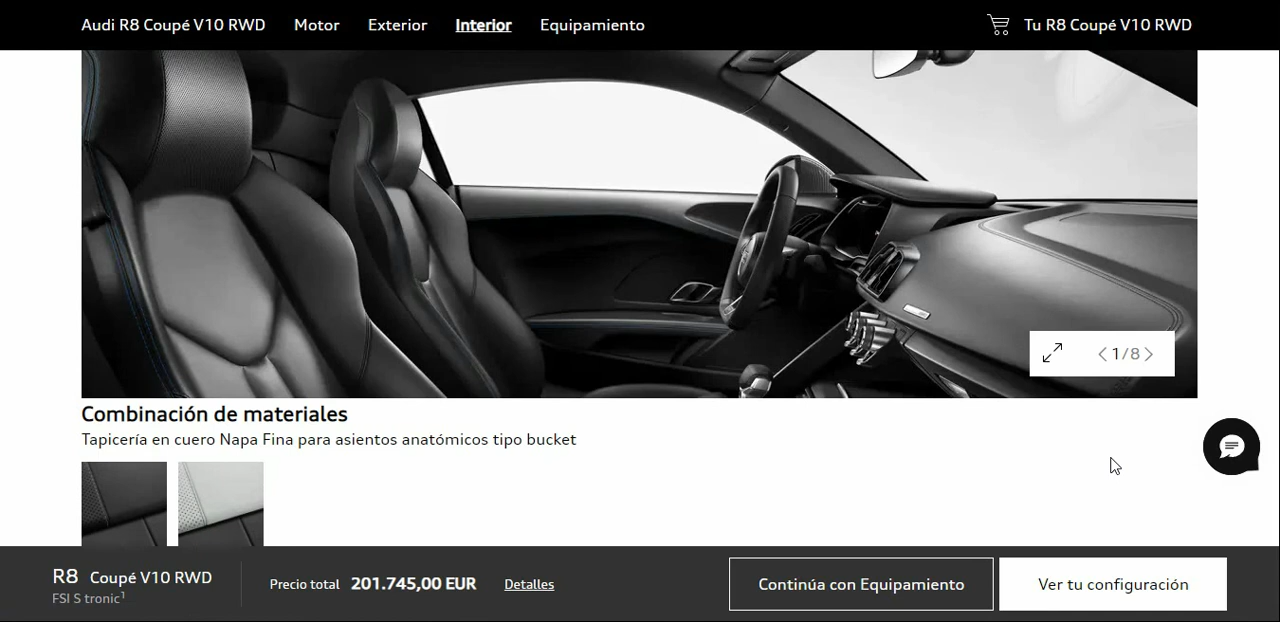 Audi R8 Coupé V10 RWD Motor Exterior Interior Equipamiento Tu R8 Coupé V10 RWD
1/8
Combinación de materiales
Tapicería en cuero Napa Fina para asientos anatómicos tipo bucket
R8 Coupé V10 RWD
FSI S tronic¹
Precio total 201.745,00 EUR Detalles
Continúa con Equipamiento
Ver tu configuración